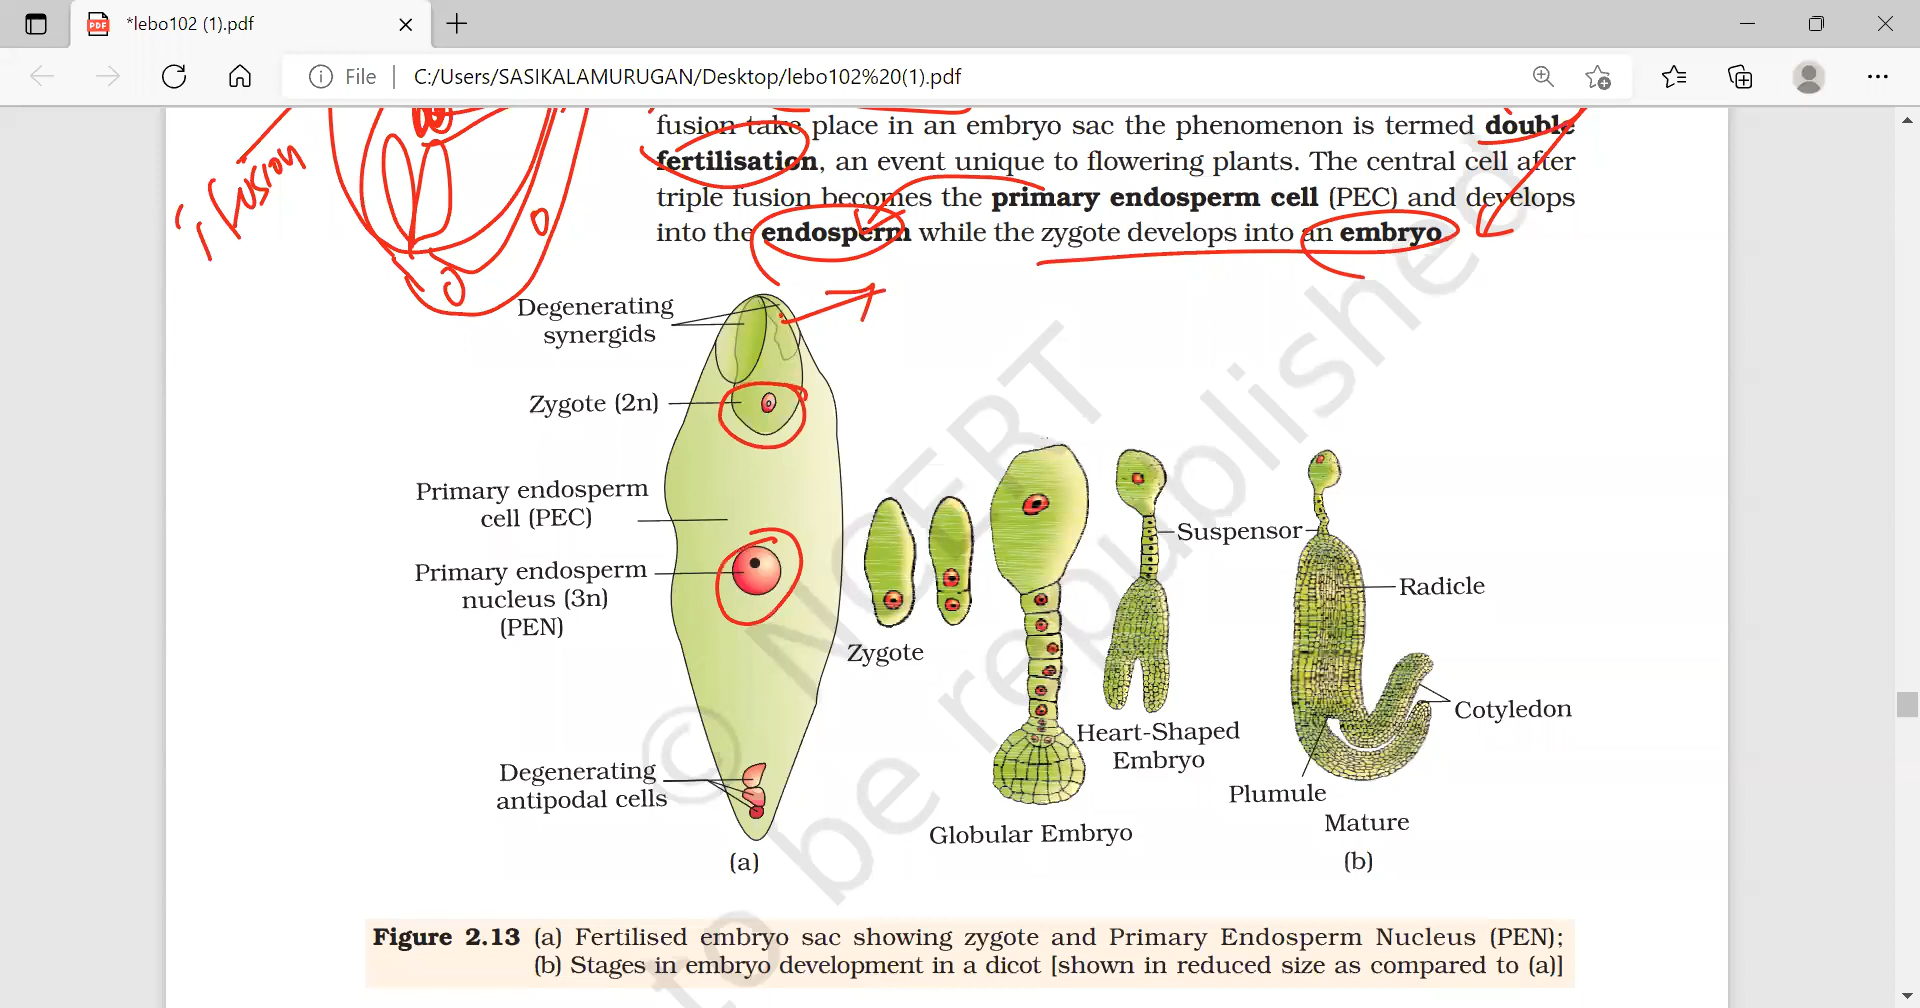 *lebo102 (1).pdf
File
C:/Users/SASIKALAMURUGAN/Desktop/lebo102%20(1).pdf
fusion take place in an embryo sac the phenomenon is termed double
fertilisation, an event unique to flowering plants. The central cell after
triple fusion becomes the primary endosperm cell (PEC) and develops
into the endosperm while the zygote develops into an embryo
fusion
Degenerating
synergids
Zygote (2n)
Primary endosperm
cell (PEC)
Primary endosperm
nucleus (3n)
(PEN)
Degenerating
antipodal cells
(a)
Zygote
Globular Embryo
Suspensor
Heart-Shaped
Embryo
Radicle
Cotyledon
Plumule
Mature
(b)
Figure 2.13 (a) Fertilised embryo sac showing zygote and Primary Endosperm Nucleus (PEN);
(b) Stages in embryo development in a dicot [shown in reduced size as compared to (a)]
© NCERT
to be republished